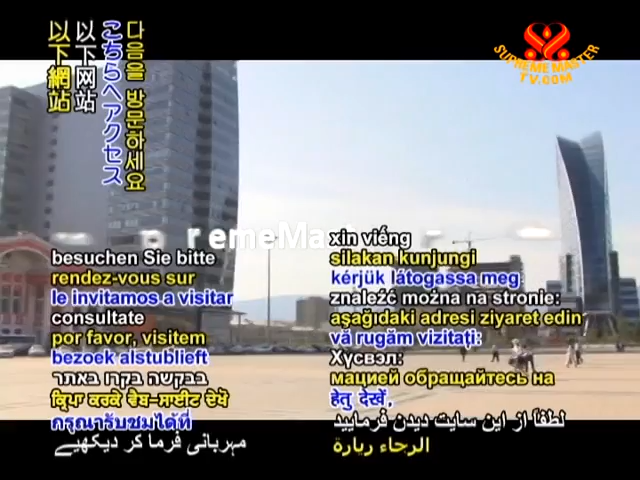 以下網站
以下网站
こちらへアクセス
다음을 방문하세요
SUPREME MASTER
TV.COM
remeMa
besuchen Sie bitte
rendez-vous sur
le invitamos a visitar
consultate
por favor, visitem
bezoek alstublieft
בבקשה בקרו באתר
ਕ੍ਰਿਪਾ ਕਰਕੇ ਵੈਬ-ਸਾਈਟ ਦੇਖੋ
กรุณารับชมได้ที่
مہربانی فرما کر دیکھیے
xin viếng
silakan kunjungi
kérjük látogassa meg
znaleźć można na stronie:
aşağıdaki adresi ziyaret edin
vă rugăm vizitaţi:
Хүсвэл:
мацией обращайтесь на
हेतु देखें,
لطفاً از این سایت دیدن فرمایید
الرجاء زيارة